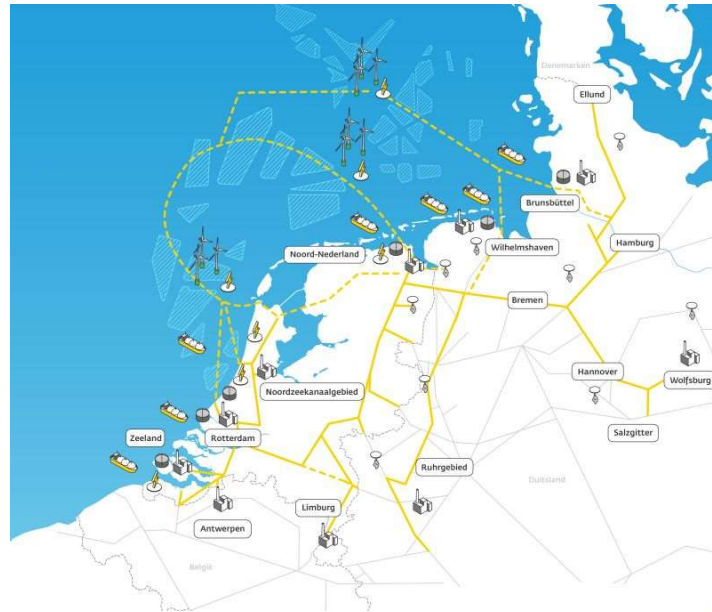 Denemarken
Ellund
Brunsbüttel
Hamburg
Noord-Nederland
Wilhelmshaven
Bremen
Hannover
Wolfsburg
Noordzeekanaalgebied
Salzgitter
Zeeland
Rotterdam
Ruhrgebied
Duitsland
Limburg
Antwerpen
België